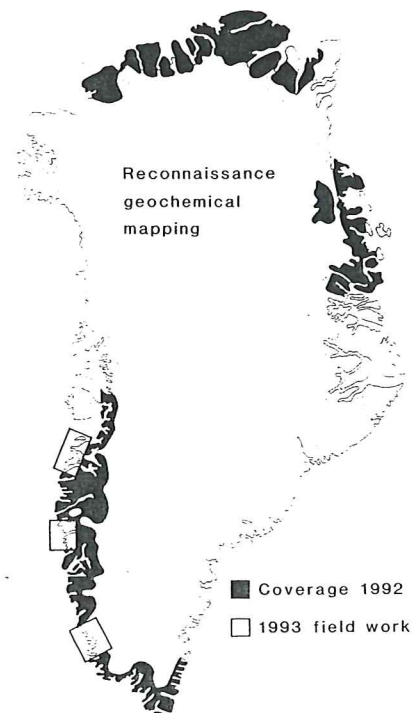 Reconnaissance
geochemical
mapping
Coverage 1992
1993 field work